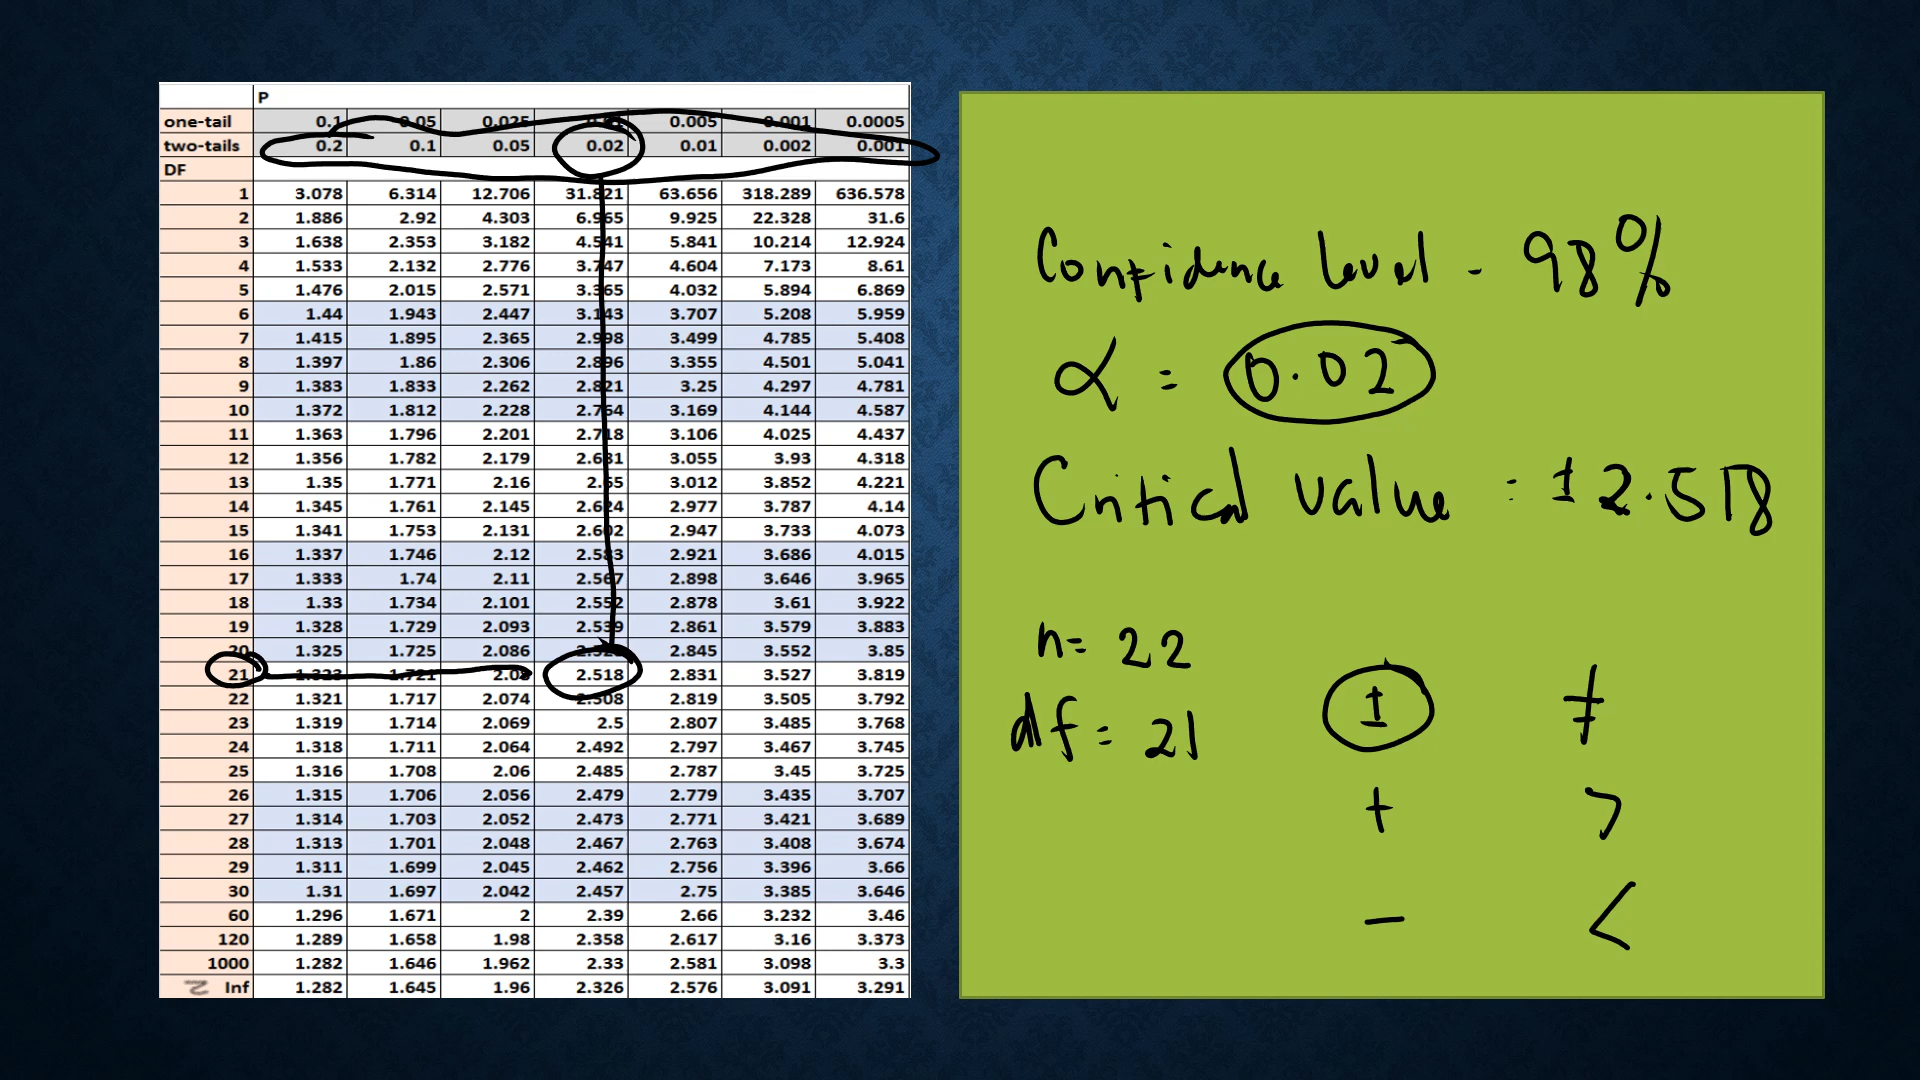 P
one-tail 0.1 0.05 0.025 0.005 0.001 0.0005
two-tails 0.2 0.1 0.05 0.02 0.01 0.002 0.001
DF
1 3.078 6.314 12.706 31.821 63.656 318.289 636.578
2 1.886 2.92 4.303 6.965 9.925 22.328 31.6
3 1.638 2.353 3.182 4.541 5.841 10.214 12.924
4 1.533 2.132 2.776 3.747 4.604 7.173 8.61
5 1.476 2.015 2.571 3.365 4.032 5.894 6.869
6 1.44 1.943 2.447 3.143 3.707 5.208 5.959
7 1.415 1.895 2.365 2.998 3.499 4.785 5.408
8 1.397 1.86 2.306 2.896 3.355 4.501 5.041
9 1.383 1.833 2.262 2.821 3.25 4.297 4.781
10 1.372 1.812 2.228 2.764 3.169 4.144 4.587
11 1.363 1.796 2.201 2.718 3.106 4.025 4.437
12 1.356 1.782 2.179 2.681 3.055 3.93 4.318
13 1.35 1.771 2.16 2.65 3.012 3.852 4.221
14 1.345 1.761 2.145 2.624 2.977 3.787 4.14
15 1.341 1.753 2.131 2.602 2.947 3.733 4.073
16 1.337 1.746 2.12 2.583 2.921 3.686 4.015
17 1.333 1.74 2.11 2.567 2.898 3.646 3.965
18 1.33 1.734 2.101 2.552 2.878 3.61 3.922
19 1.328 1.729 2.093 2.539 2.861 3.579 3.883
20 1.325 1.725 2.086 2.528 2.845 3.552 3.85
21 1.323 1.721 2.08 2.518 2.831 3.527 3.819
22 1.321 1.717 2.074 2.508 2.819 3.505 3.792
23 1.319 1.714 2.069 2.5 2.807 3.485 3.768
24 1.318 1.711 2.064 2.492 2.797 3.467 3.745
25 1.316 1.708 2.06 2.485 2.787 3.45 3.725
26 1.315 1.706 2.056 2.479 2.779 3.435 3.707
27 1.314 1.703 2.052 2.473 2.771 3.421 3.689
28 1.313 1.701 2.048 2.467 2.763 3.408 3.674
29 1.311 1.699 2.045 2.462 2.756 3.396 3.66
30 1.31 1.697 2.042 2.457 2.75 3.385 3.646
60 1.296 1.671 2 2.39 2.66 3.232 3.46
120 1.289 1.658 1.98 2.358 2.617 3.16 3.373
1000 1.282 1.646 1.962 2.33 2.581 3.098 3.3
Inf 1.282 1.645 1.96 2.326 2.576 3.091 3.291
Confidence level - 98%
α = 0.02
Critical value = ±2.518
n= 22
df = 21
± ≠
+ >
− <